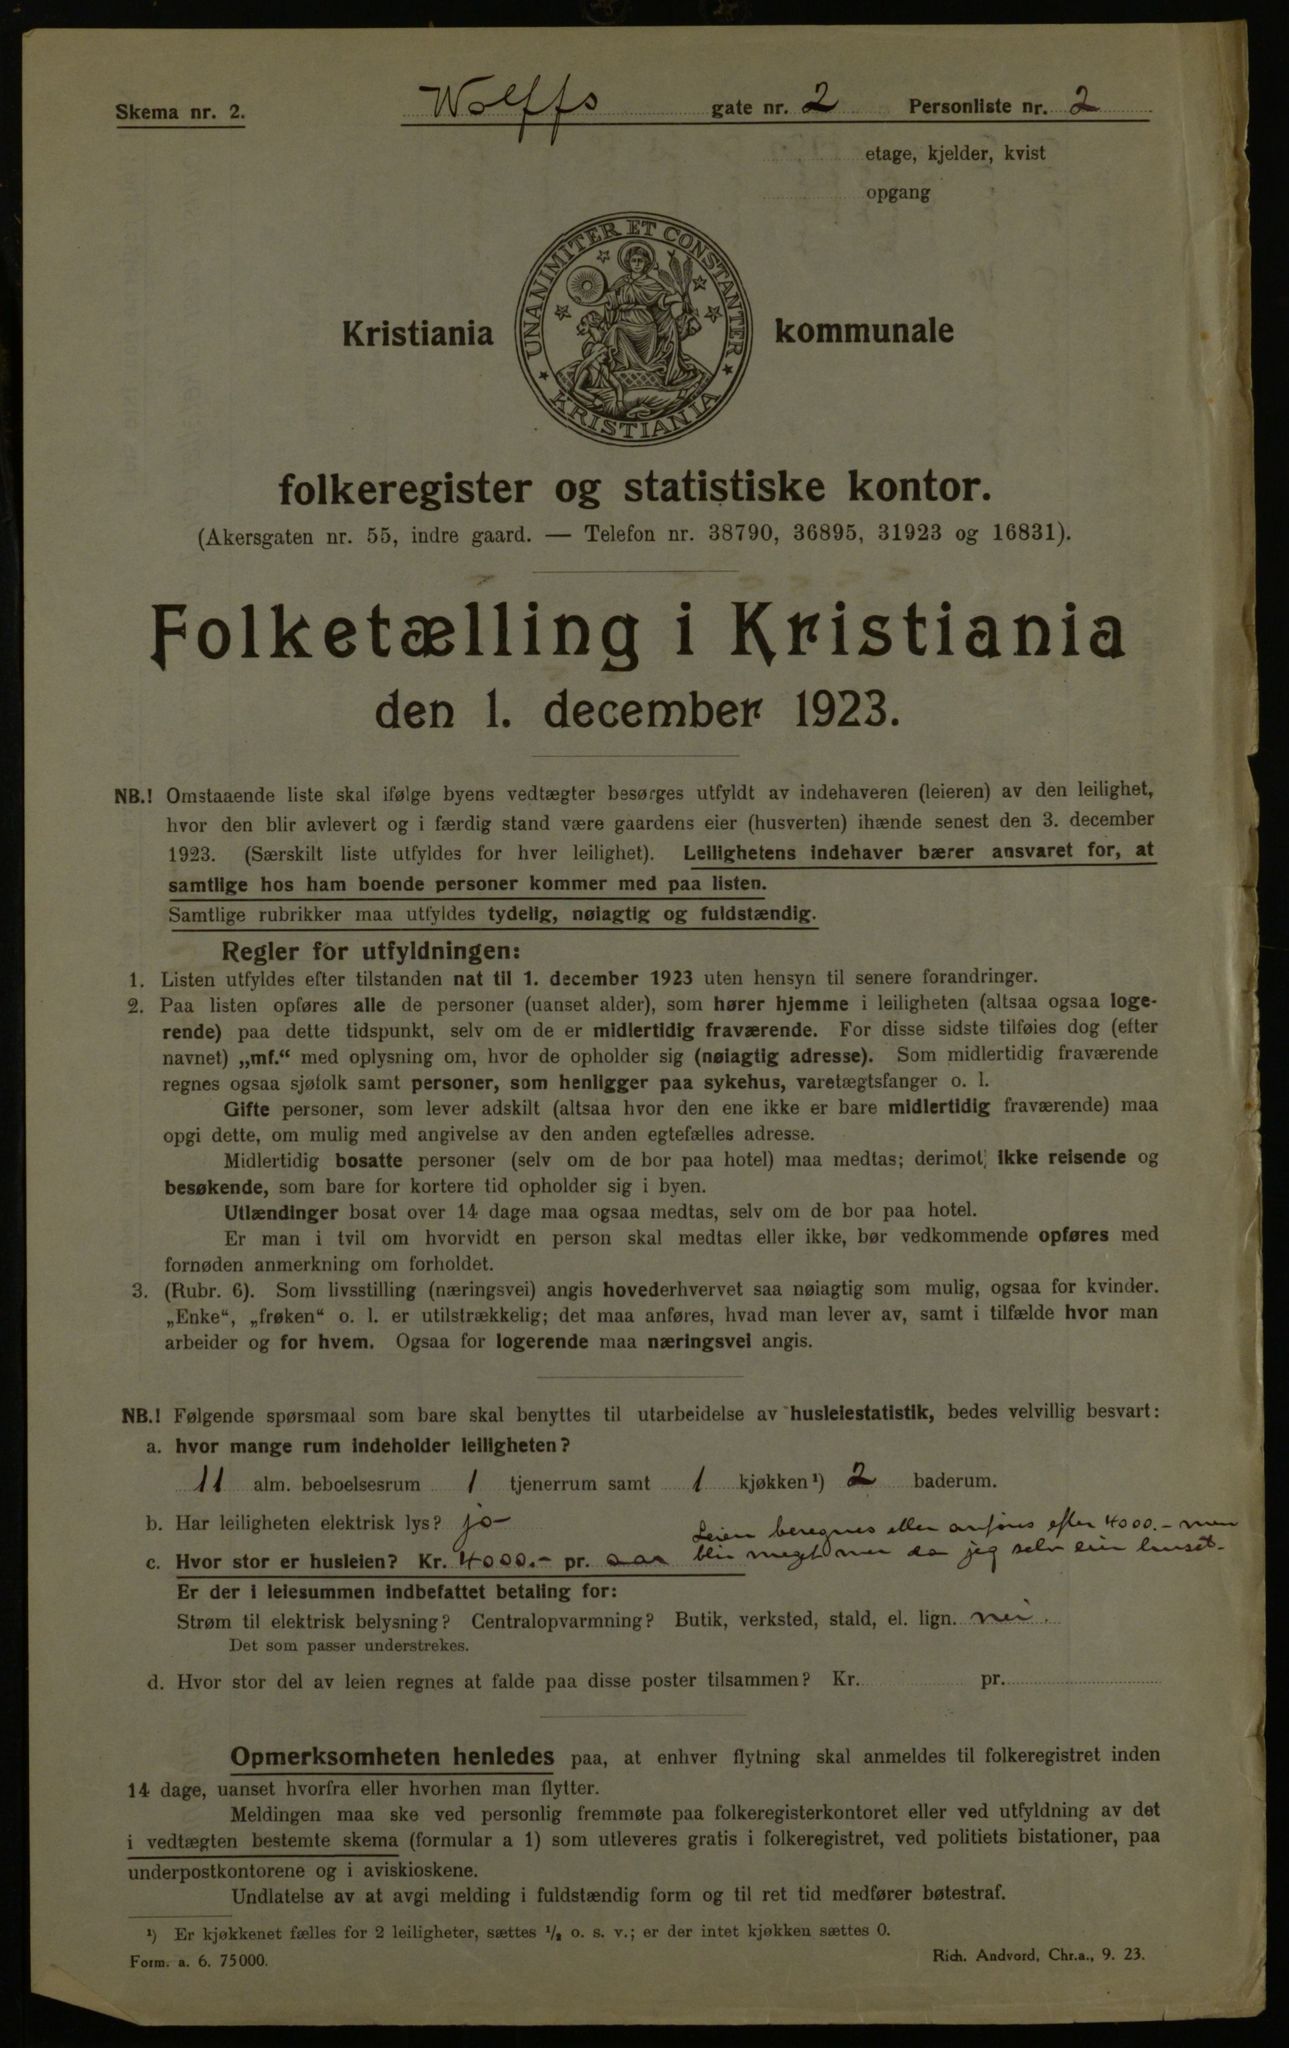 Skema nr. 2. Wolffs gate nr. 2 Personliste nr. 2
etage, kjelder, kvist
opgang
UNANIMITER ET CONSTANTER
KRISTIANIA
Kristiania kommunale
folkeregister og statistiske kontor.
(Akersgaten nr. 55, indre gaard. — Telefon nr. 38790, 36895, 31923 og 16831).
Folketælling i Kristiania
den 1. december 1923.
NB.! Omstaaende liste skal ifølge byens vedtægter besørges utfyldt av indehaveren (leieren) av den leilighet,
hvor den blir avlevert og i færdig stand være gaardens eier (husverten) ihænde senest den 3. december
1923. (Særskilt liste utfyldes for hver leilighet). Leilighetens indehaver bærer ansvaret for, at
samtlige hos ham boende personer kommer med paa listen.
Samtlige rubrikker maa utfyldes tydelig, nøiagtig og fuldstændig.
Regler for utfyldningen:
1. Listen utfyldes efter tilstanden nat til 1. december 1923 uten hensyn til senere forandringer.
2. Paa listen opføres alle de personer (uanset alder), som hører hjemme i leiligheten (altsaa ogsaa loge-
rende) paa dette tidspunkt, selv om de er midlertidig fraværende. For disse sidste tilføies dog (efter
navnet) „mf.“ med oplysning om, hvor de opholder sig (nøiagtig adresse). Som midlertidig fraværende
regnes ogsaa sjøfolk samt personer, som henligger paa sykehus, varetægtsfanger o. l.
Gifte personer, som lever adskilt (altsaa hvor den ene ikke er bare midlertidig fraværende) maa
opgi dette, om mulig med angivelse av den anden egtefælles adresse.
Midlertidig bosatte personer (selv om de bor paa hotel) maa medtas; derimot ikke reisende og
besøkende, som bare for kortere tid opholder sig i byen.
Utlændinger bosat over 14 dage maa ogsaa medtas, selv om de bor paa hotel.
Er man i tvil om hvorvidt en person skal medtas eller ikke, bør vedkommende opføres med
fornøden anmerkning om forholdet.
3. (Rubr. 6). Som livsstilling (næringsvei) angis hovederhvervet saa nøiagtig som mulig, ogsaa for kvinder.
„Enke“, „frøken“ o. l. er utilstrækkelig; det maa anføres, hvad man lever av, samt i tilfælde hvor man
arbeider og for hvem. Ogsaa for logerende maa næringsvei angis.
NB.! Følgende spørsmaal som bare skal benyttes til utarbeidelse av husleiestatistik, bedes velvillig besvart:
a. hvor mange rum indeholder leiligheten?
11 alm. beboelsesrum 1 tjenerrum samt 1 kjøkken¹) 2 baderum.
b. Har leiligheten elektrisk lys? jo Leien beregnes eller anføres efter 4000.- men
c. Hvor stor er husleien? Kr. 4000.- pr. aar blir meget mer da jeg selv eier huset.
Er der i leiesummen indbefattet betaling for:
Strøm til elektrisk belysning? Centralopvarmning? Butik, verksted, stald, el. lign. nei.
Det som passer understrekes.
d. Hvor stor del av leien regnes at falde paa disse poster tilsammen? Kr. pr.
Opmerksomheten henledes paa, at enhver flytning skal anmeldes til folkeregistret inden
14 dage, uanset hvorfra eller hvorhen man flytter.
Meldingen maa ske ved personlig fremmøte paa folkeregisterkontoret eller ved utfyldning av det
i vedtægten bestemte skema (formular a 1) som utleveres gratis i folkeregistret, ved politiets bistationer, paa
underpostkontorene og i aviskioskene.
Undlatelse av at avgi melding i fuldstændig form og til ret tid medfører bøtestraf.
¹) Er kjøkkenet fælles for 2 leiligheter, sættes ½ o. s. v.; er der intet kjøkken sættes 0.
Form. a. 6. 75000. Rich. Andvord, Chr.a., 9. 23.